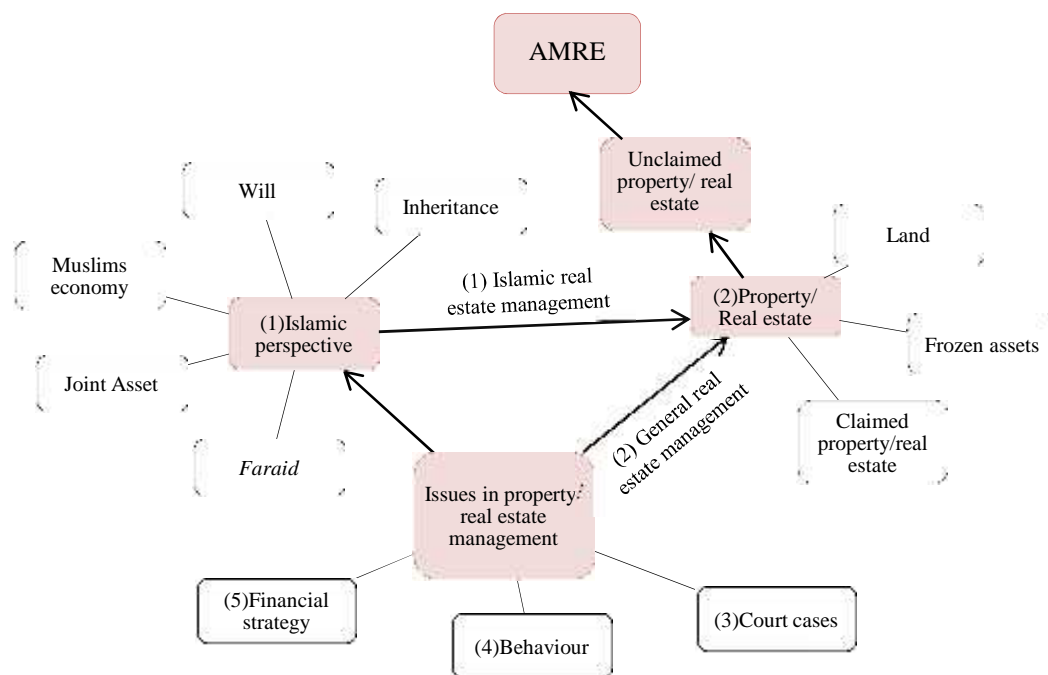 AMRE
Unclaimed
property/ real
estate
Will
Inheritance
Land
Muslims
economy
(1) Islamic real
estate management
(2)Property/
Real estate
(1)Islamic
perspective
Frozen assets
Joint Asset
(2) General real
estate management
Claimed
property/real
estate
Faraid
Issues in property/
real estate
management
(5)Financial
strategy
(4)Behaviour
(3)Court cases